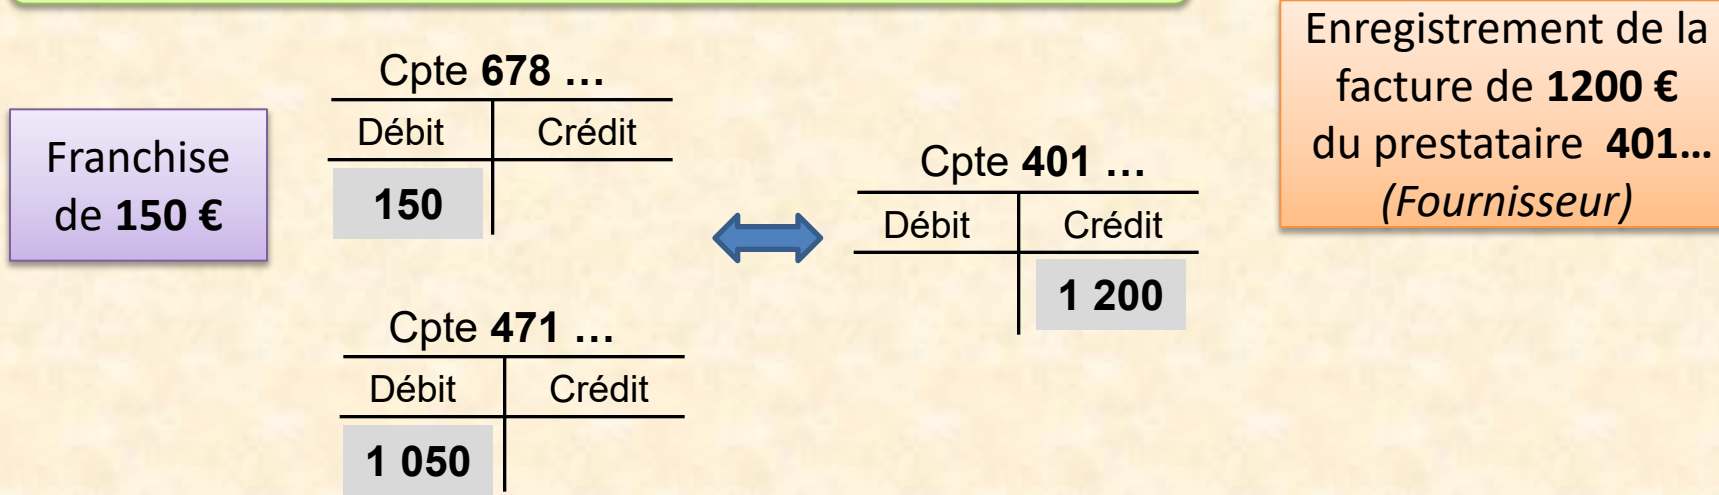 Enregistrement de la
facture de 1200 €
du prestataire 401...
(Fournisseur)
Franchise
de 150 €
Cpte 678 ...
Débit Crédit
150
Cpte 401 ...
Débit Crédit
1 200
Cpte 471 ...
Débit Crédit
1 050